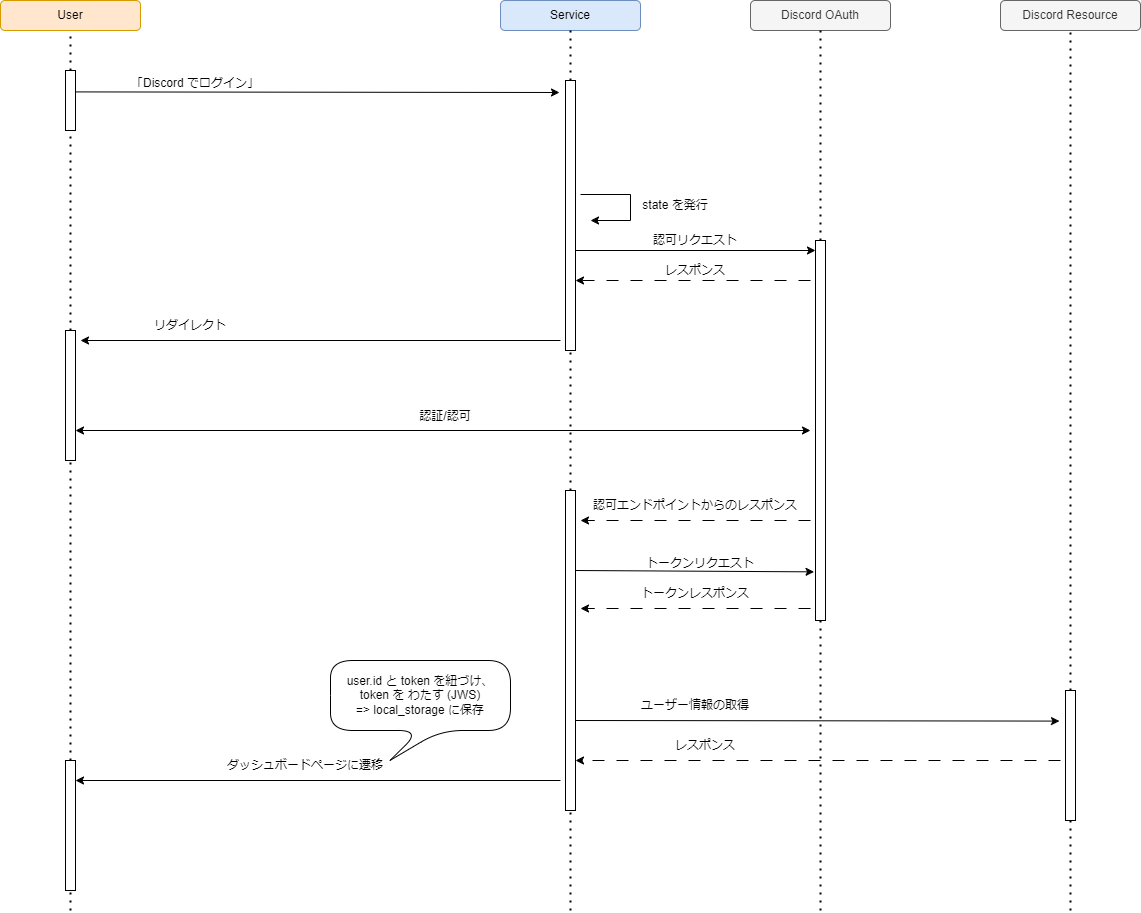 User
Service
Discord OAuth
Discord Resource
「Discord でログイン」
state を発行
認可リクエスト
レスポンス
リダイレクト
認証/認可
認可エンドポイントからのレスポンス
トークンリクエスト
トークンレスポンス
user.id と token を紐づけ、
token を わたす (JWS)
=> local_storage に保存
ユーザー情報の取得
レスポンス
ダッシュボードページに遷移